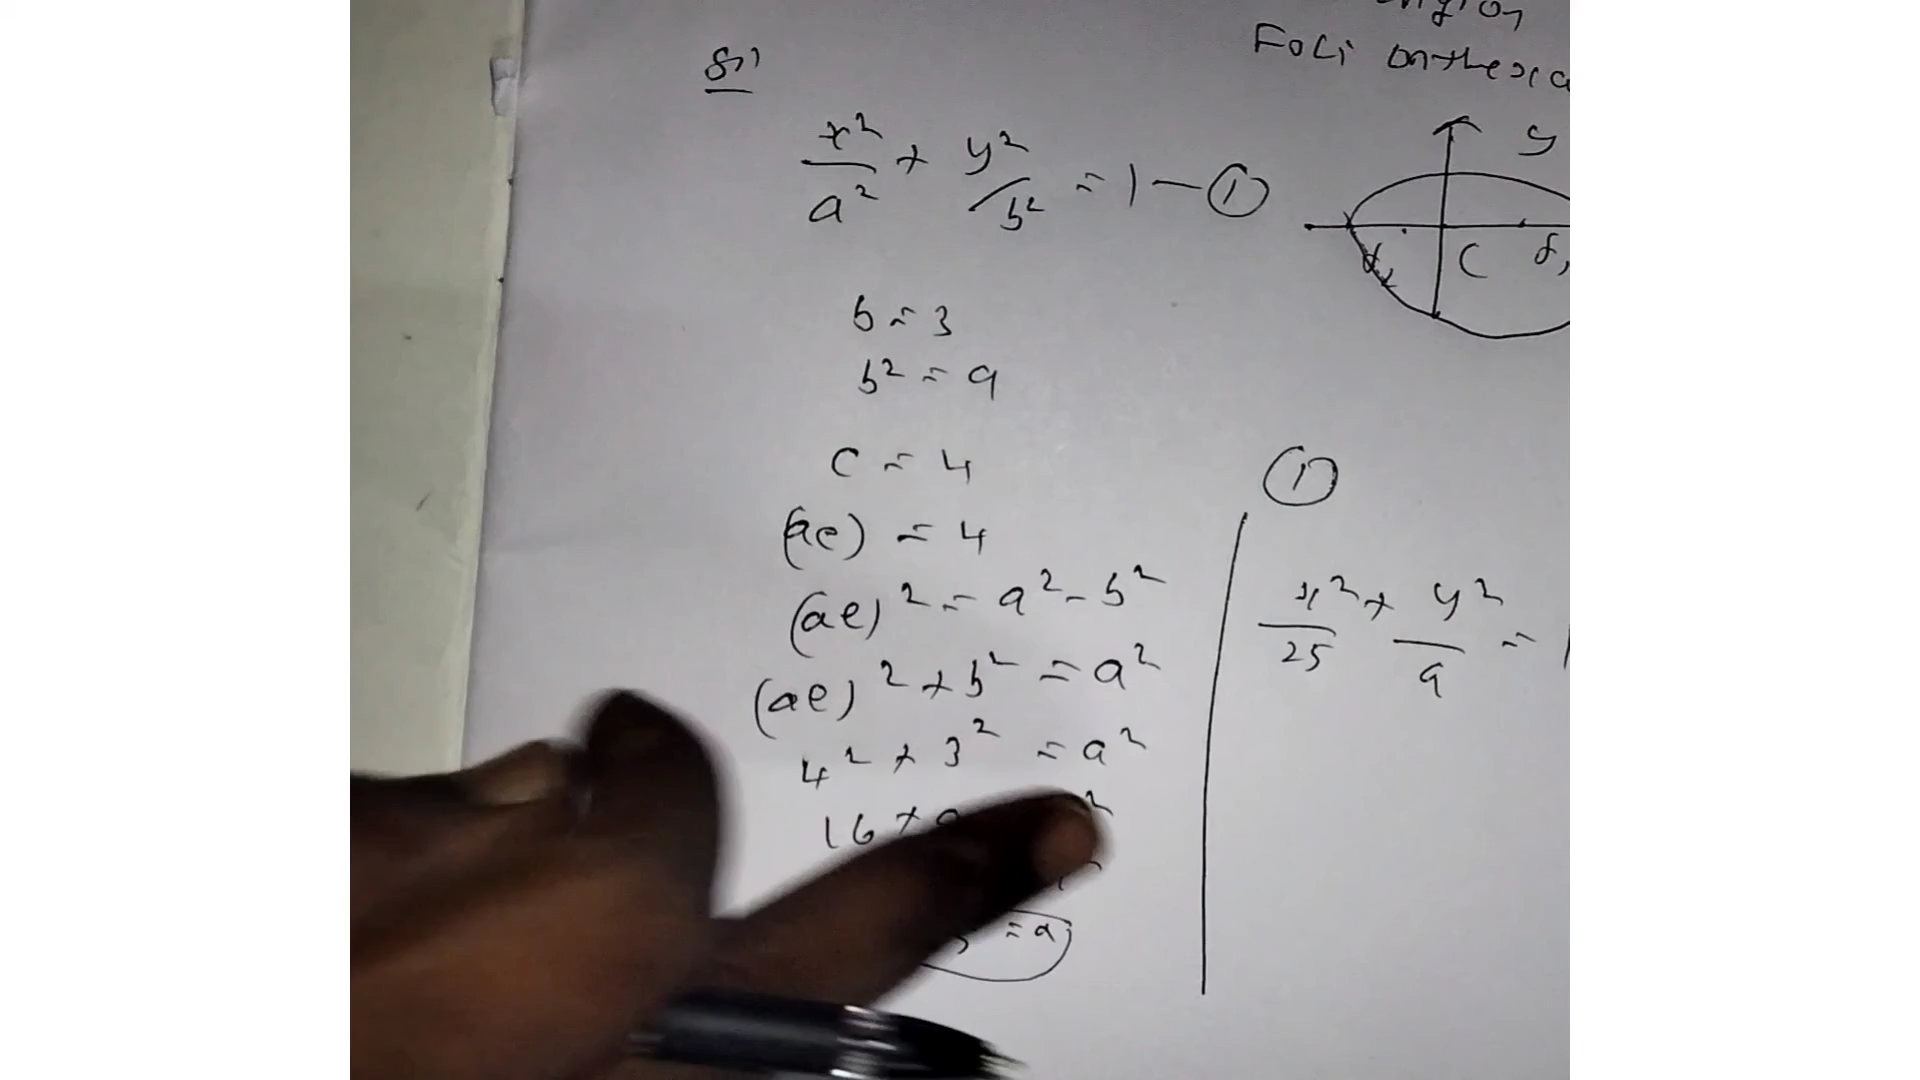 Foci on the x a
Sol
x²/a² + y²/b² = 1 — ①
y
C
b = 3
b² = 9
c = 4
(ae) = 4
(ae)² = a² - b²
(ae)² + b² = a²
4² + 3² = a²
16 +
= a
①
x²/25 + y²/9 = 1